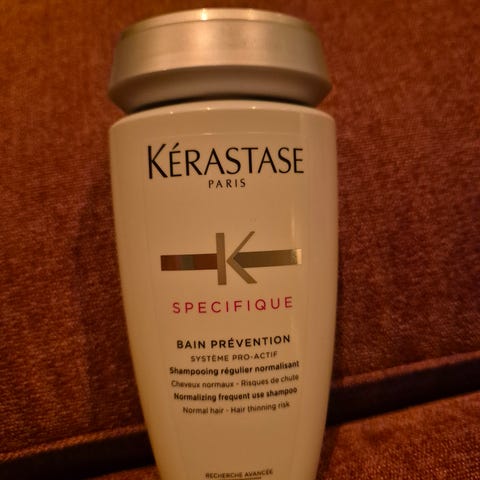 KÉRASTASE
PARIS
K
SPECIFIQUE
BAIN PRÉVENTION
SYSTÈME PRO-ACTIF
Shampooing régulier normalisant
Cheveux normaux - Risques de chute
Normalizing frequent use shampoo
Normal hair - Hair thinning risk
RECHERCHE AVANCÉE